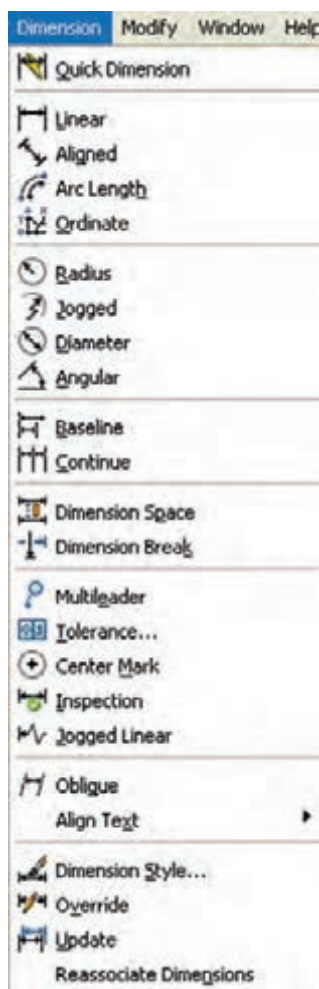 Dimension Modify Window Help
Quick Dimension
Linear
Aligned
Arc Length
Ordinate
Radius
Jogged
Diameter
Angular
Baseline
Continue
Dimension Space
Dimension Break
Multileader
Tolerance...
Center Mark
Inspection
Jogged Linear
Oblique
Align Text
Dimension Style...
Override
Update
Reassociate Dimensions